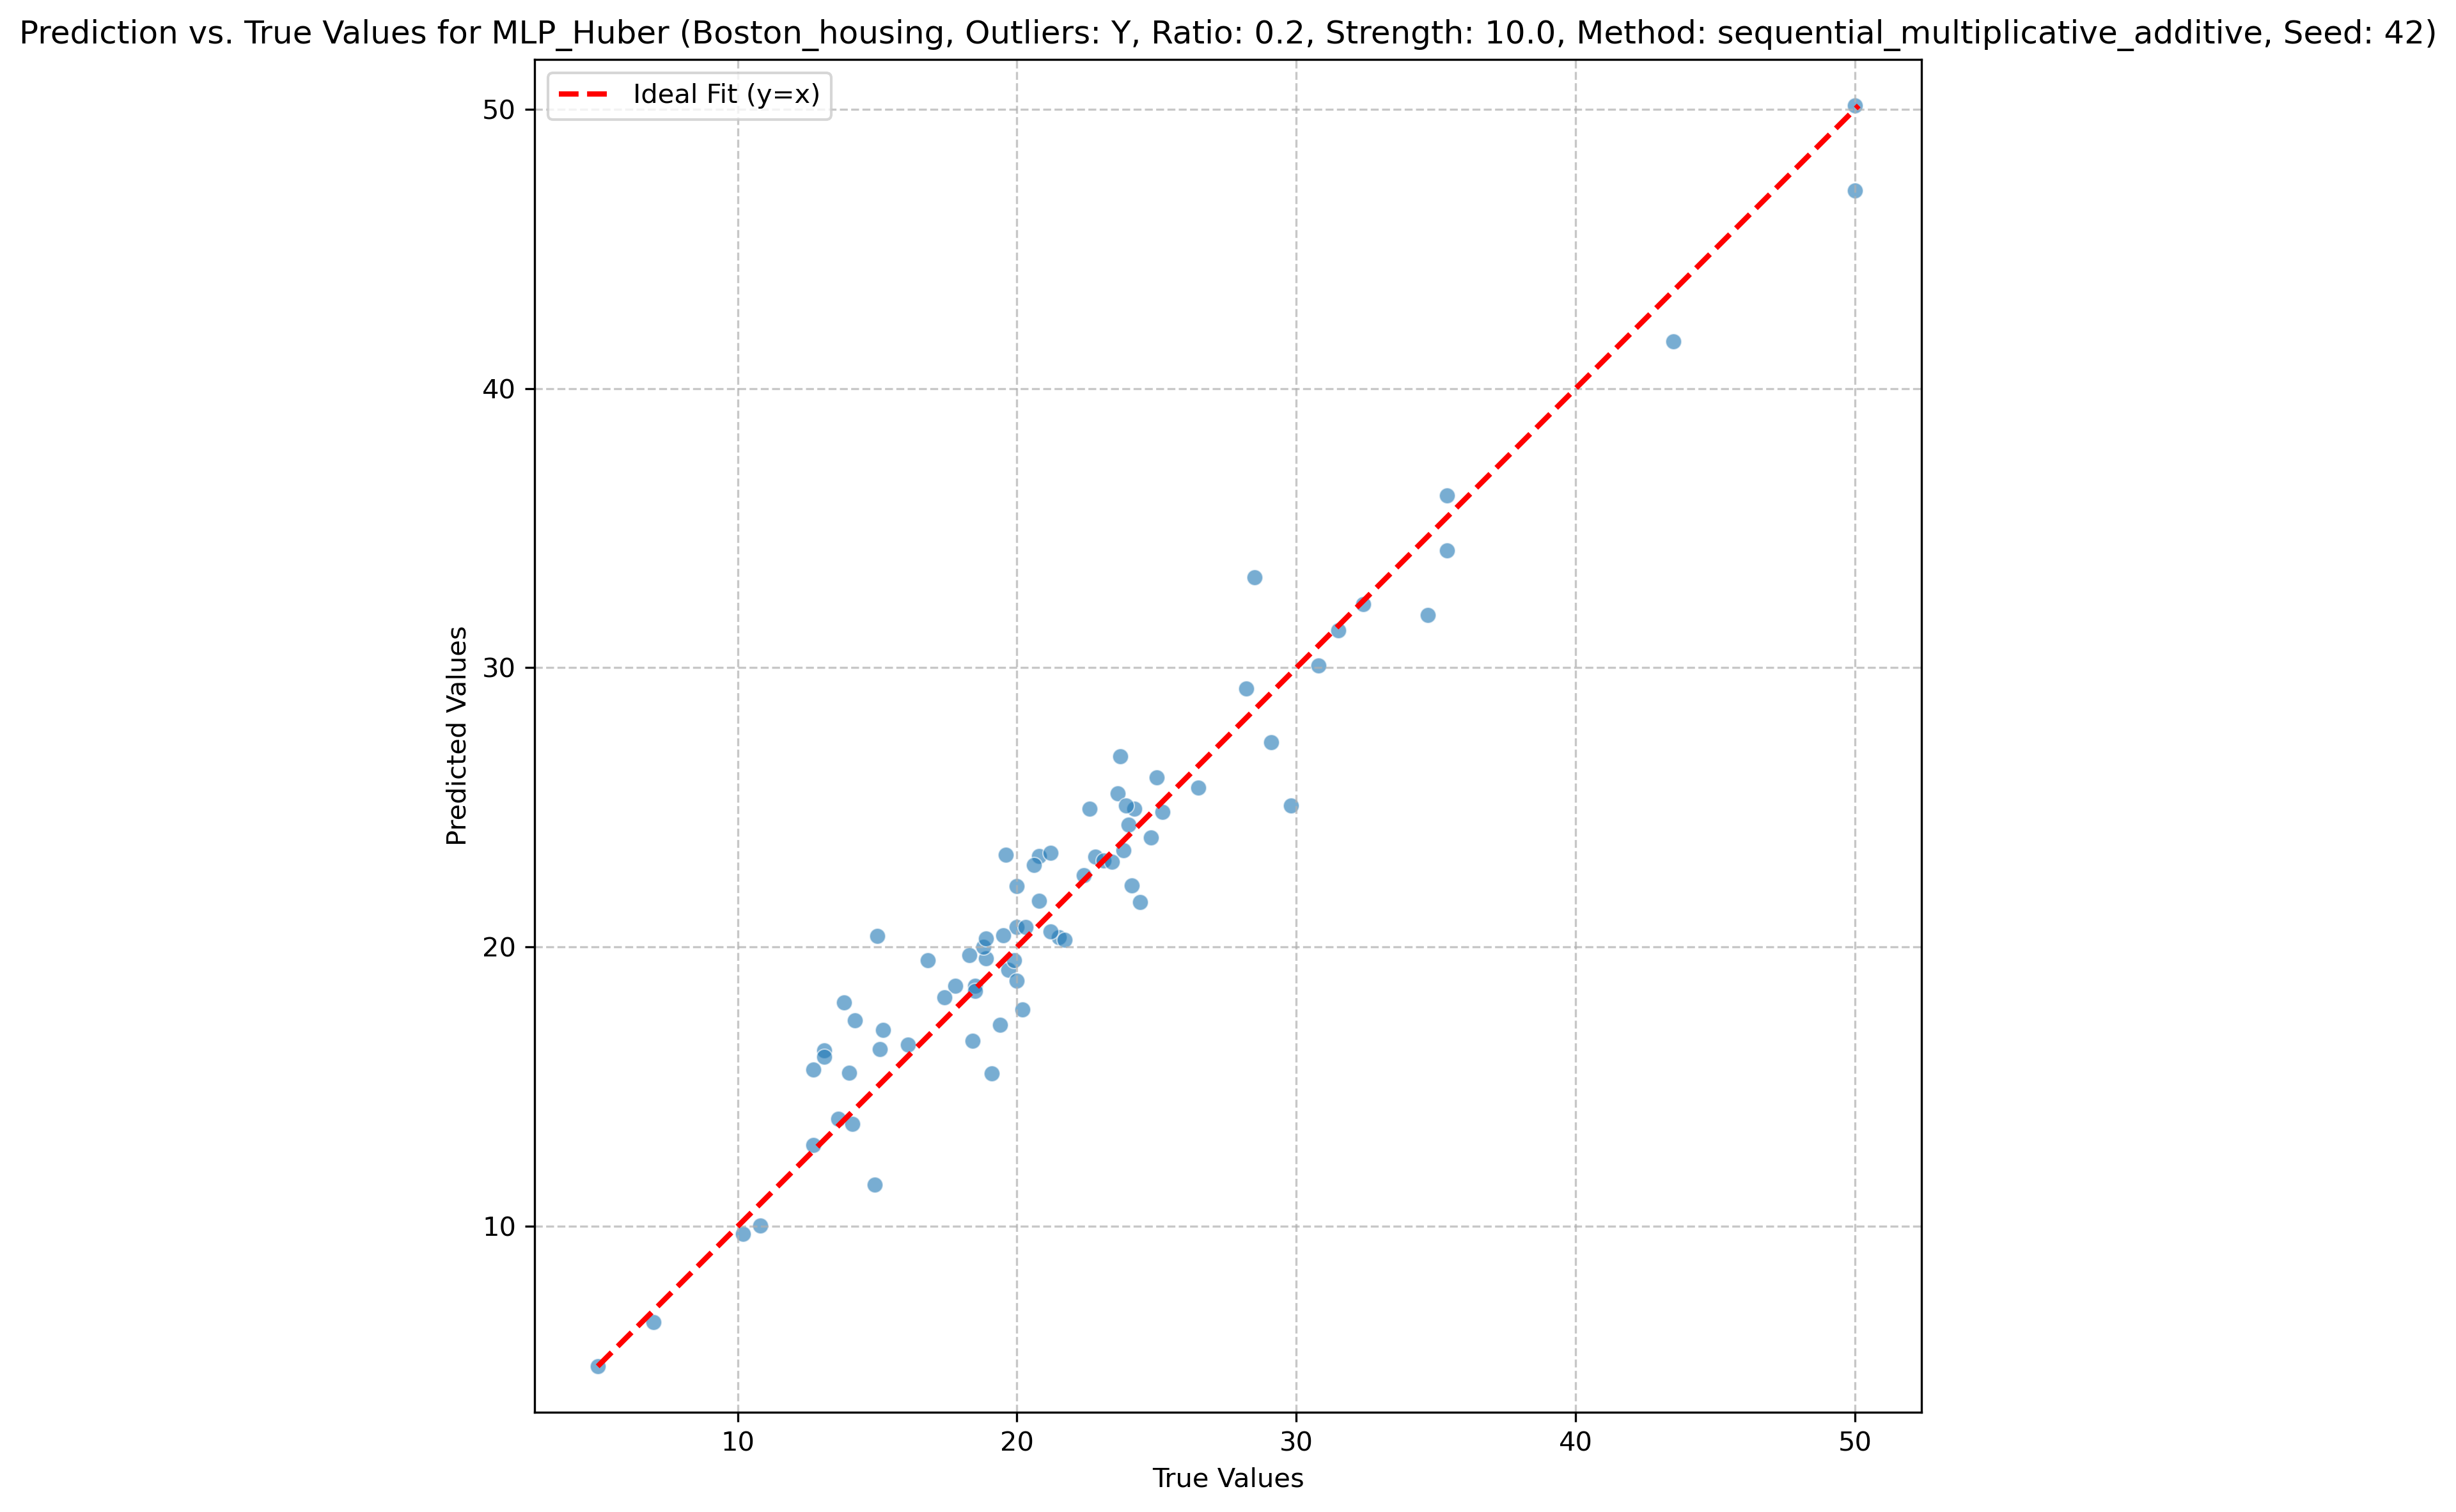 Prediction vs. True Values for MLP_Huber (Boston_housing, Outliers: Y, Ratio: 0.2, Strength: 10.0, Method: sequential_multiplicative_additive, Seed: 42)
Ideal Fit (y=x)
50
40
30
20
10
Predicted Values
10 20 30 40 50
True Values